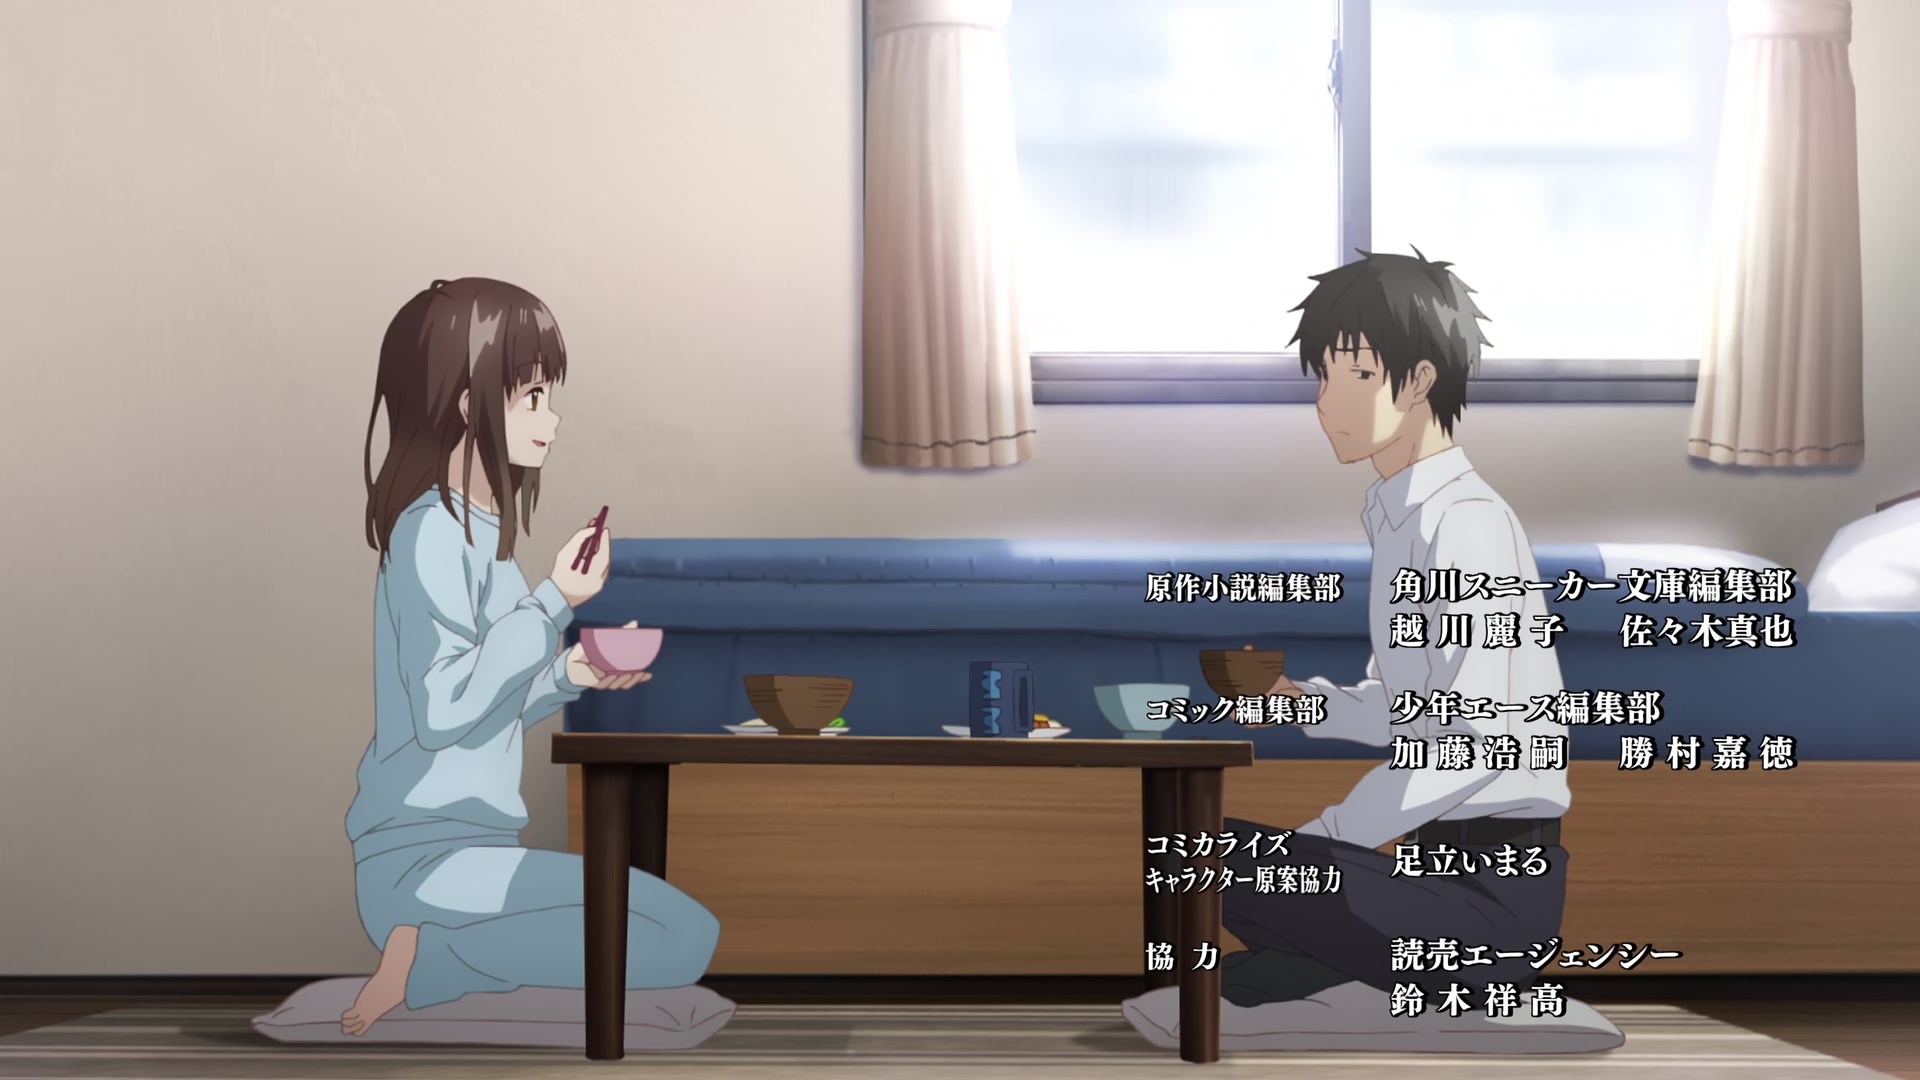 原作小説編集部 角川スニーカー文庫編集部
越川麗子 佐々木真也
コミック編集部 少年エース編集部
加藤浩嗣 勝村嘉徳
コミカライズ
キャラクター原案協力 足立いまる
協力 読売エージェンシー
鈴木祥高